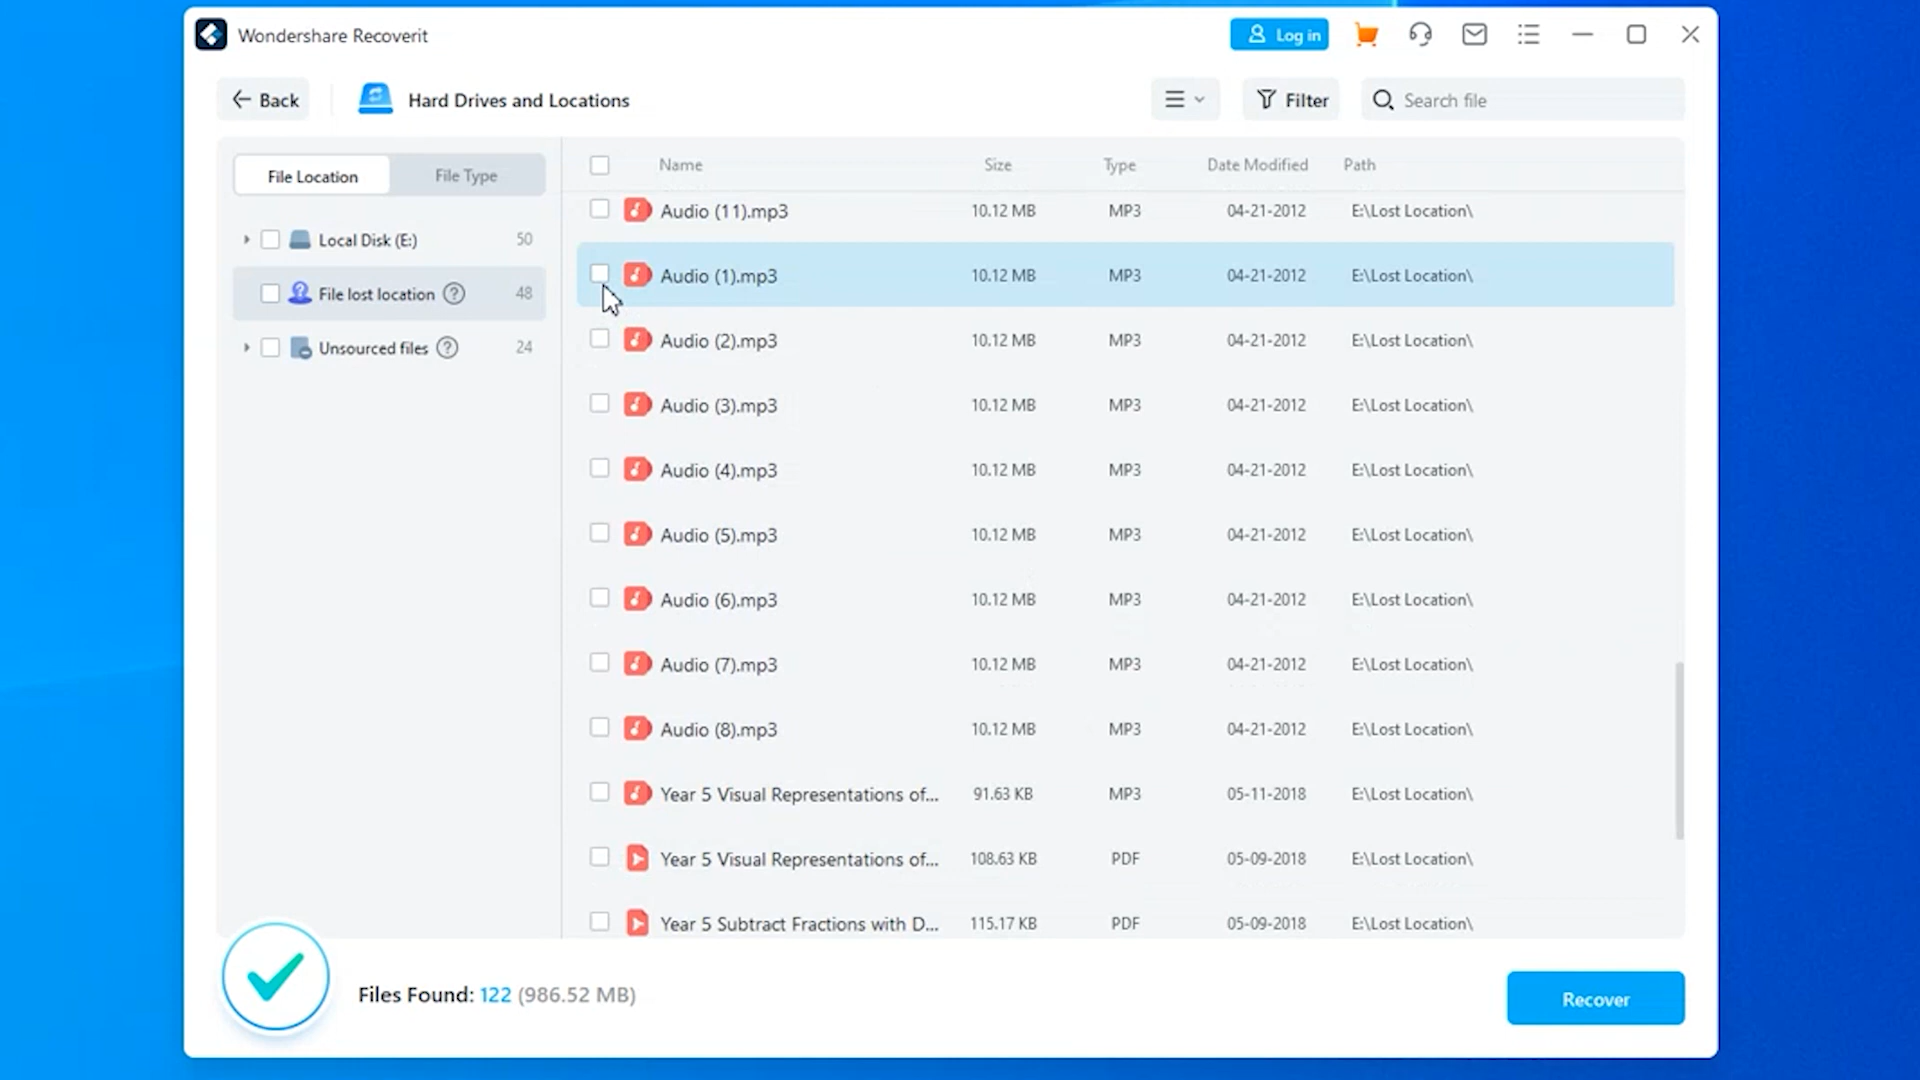 Wondershare Recoverit
Log in
Back
Hard Drives and Locations
Filter
Search file
File Location
File Type
Local Disk (E:) 50
File lost location ? 48
Unsourced files ? 24
Name Size Type Date Modified Path
Audio (11).mp3 10.12 MB MP3 04-21-2012 E:\Lost Location\
Audio (1).mp3 10.12 MB MP3 04-21-2012 E:\Lost Location\
Audio (2).mp3 10.12 MB MP3 04-21-2012 E:\Lost Location\
Audio (3).mp3 10.12 MB MP3 04-21-2012 E:\Lost Location\
Audio (4).mp3 10.12 MB MP3 04-21-2012 E:\Lost Location\
Audio (5).mp3 10.12 MB MP3 04-21-2012 E:\Lost Location\
Audio (6).mp3 10.12 MB MP3 04-21-2012 E:\Lost Location\
Audio (7).mp3 10.12 MB MP3 04-21-2012 E:\Lost Location\
Audio (8).mp3 10.12 MB MP3 04-21-2012 E:\Lost Location\
Year 5 Visual Representations of... 91.63 KB MP3 05-11-2018 E:\Lost Location\
Year 5 Visual Representations of... 108.63 KB PDF 05-09-2018 E:\Lost Location\
Year 5 Subtract Fractions with D... 115.17 KB PDF 05-09-2018 E:\Lost Location\
Files Found: 122 (986.52 MB)
Recover